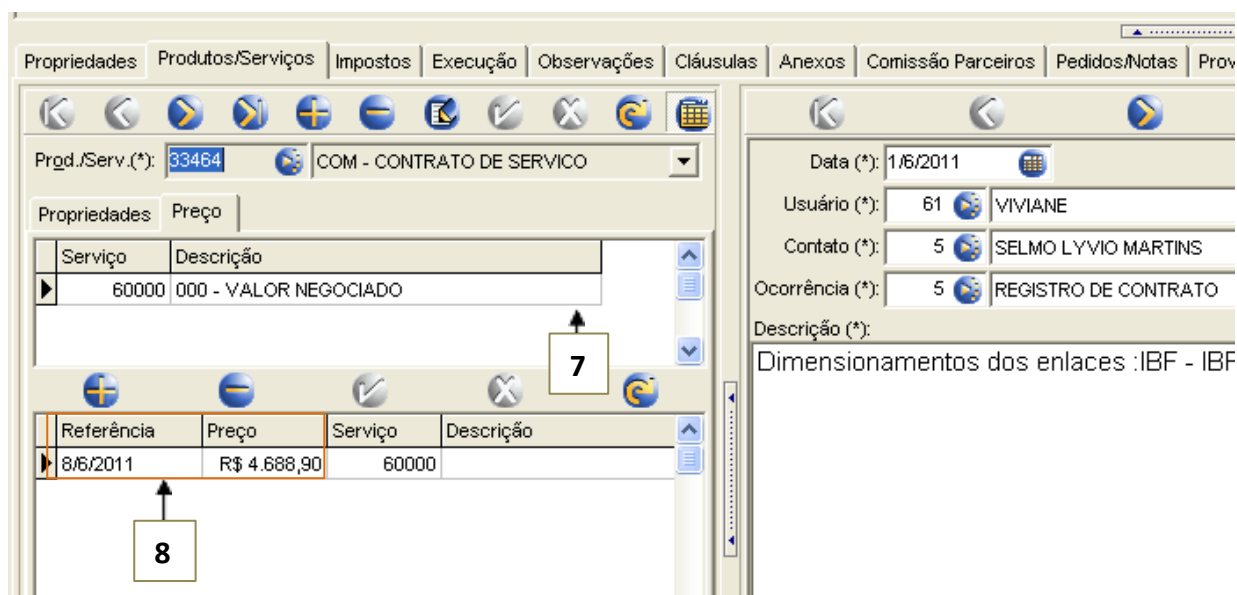 Propriedades Produtos/Serviços Impostos Execução Observações Cláusulas Anexos Comissão Parceiros Pedidos/Notas Prov
Prod./Serv.(*): 33464 COM - CONTRATO DE SERVICO
Propriedades Preço
Serviço Descrição
60000 000 - VALOR NEGOCIADO
7
Referência Preço Serviço Descrição
8/6/2011 R$ 4.688,90 60000
8
Data (*): 1/6/2011
Usuário (*): 61 VIVIANE
Contato (*): 5 SELMO LYVIO MARTINS
Ocorrência (*): 5 REGISTRO DE CONTRATO
Descrição (*):
Dimensionamentos dos enlaces :IBF - IBF